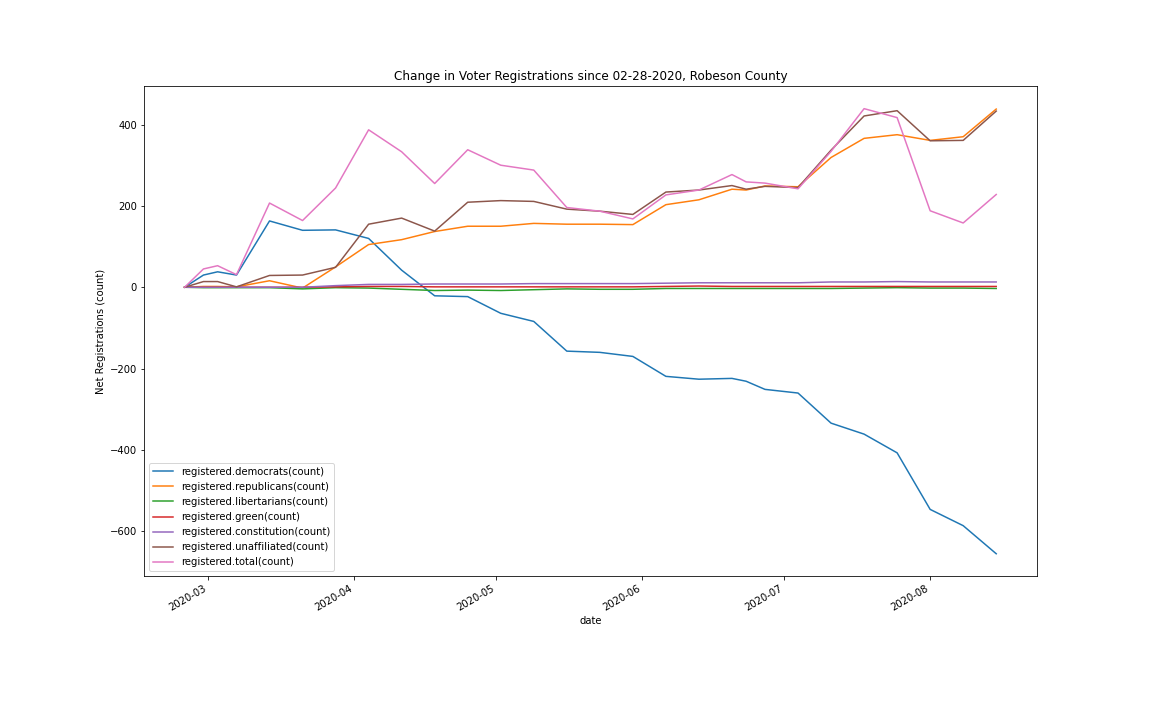 Change in Voter Registrations since 02-28-2020, Robeson County
Net Registrations (count)
400
200
0
−200
−400
−600
registered.democrats(count)
registered.republicans(count)
registered.libertarians(count)
registered.green(count)
registered.constitution(count)
registered.unaffiliated(count)
registered.total(count)
2020-03
2020-04
2020-05
2020-06
2020-07
2020-08
date